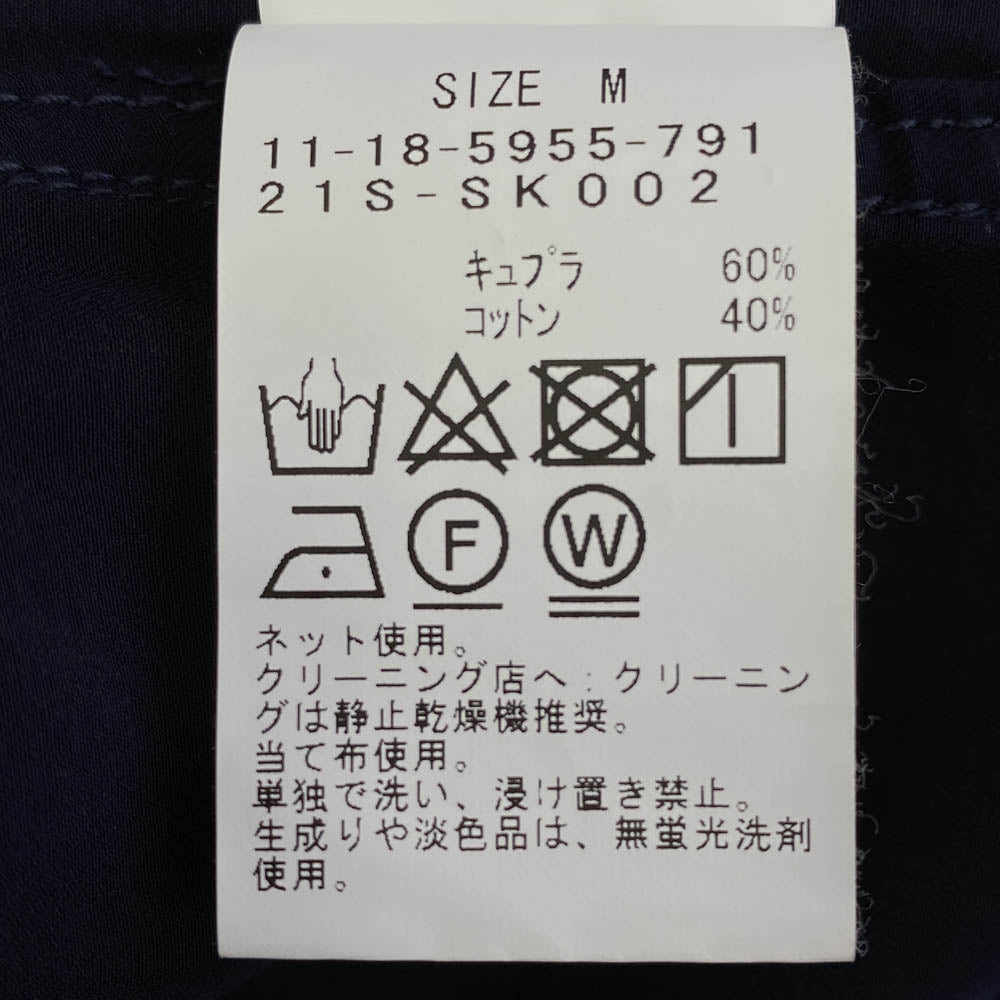 SIZE M
11-18-5955-791
21S-SK002
キュプラ 60%
コットン 40%
F
W
ネット使用。
クリーニング店へ：クリーニン
グは静止乾燥機推奨。
当て布使用。
単独で洗い、浸け置き禁止。
生成りや淡色品は、無蛍光洗剤
使用。